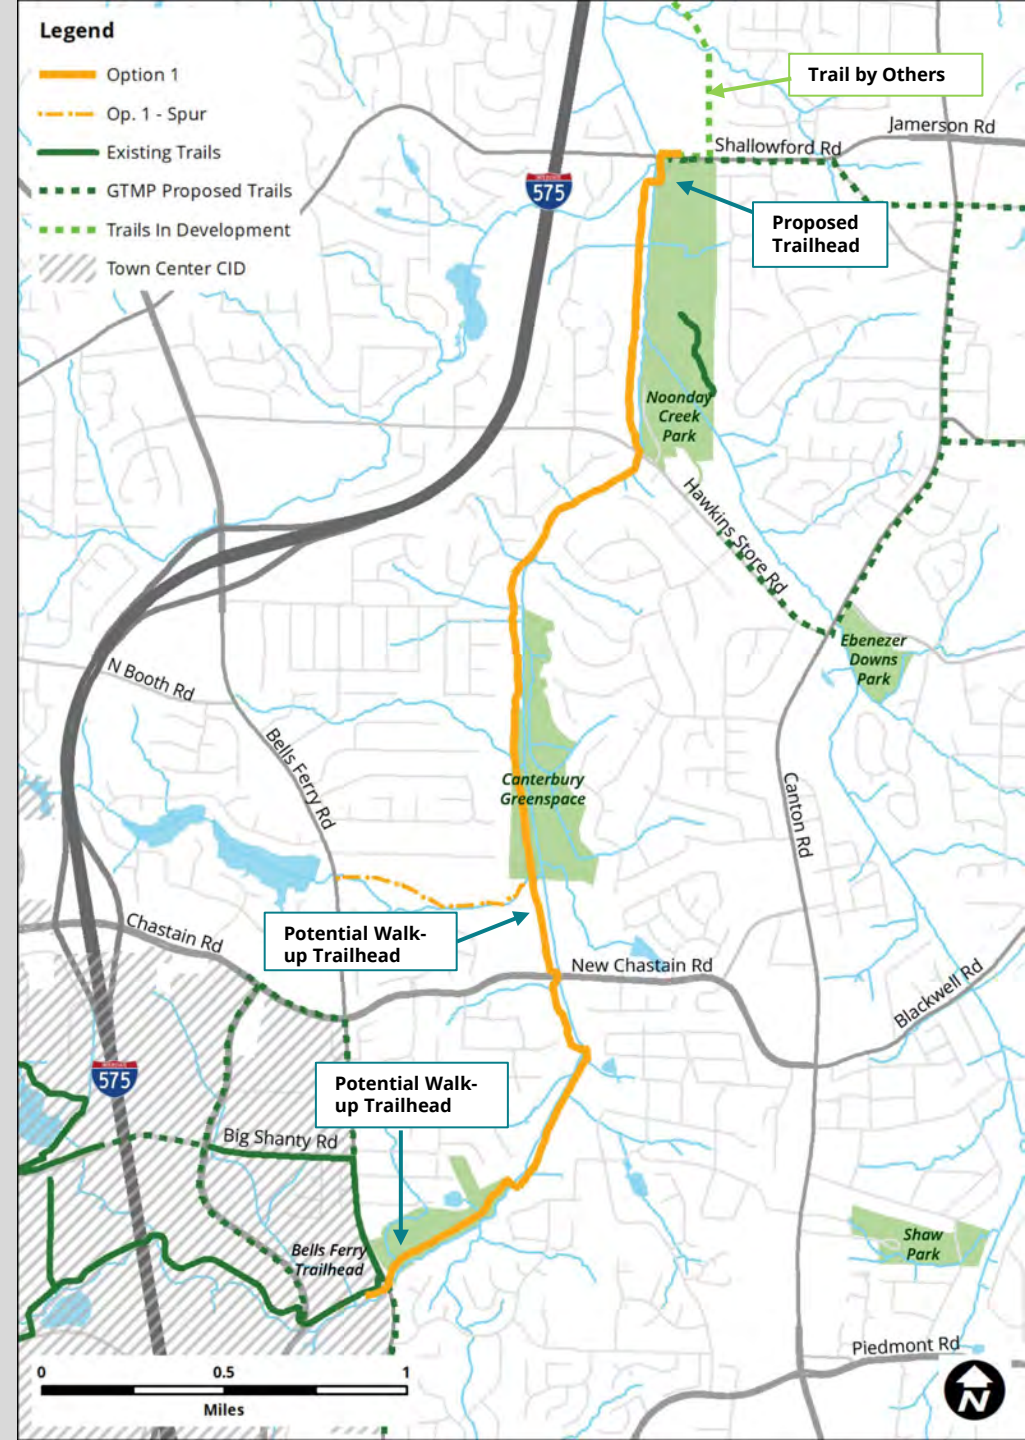 Legend
Option 1
Op. 1 - Spur
Existing Trails
GTMP Proposed Trails
Trails In Development
Town Center CID
Trail by Others
Jamerson Rd
Shallowford Rd
575
Proposed
Trailhead
Noonday
Creek
Park
Hawkins Store Rd
Ebenezer
Downs
Park
N Booth Rd
Bells Ferry Rd
Canterbury
Greenspace
Canton Rd
Chastain Rd
Potential Walk-
up Trailhead
New Chastain Rd
Blackwell Rd
575
Potential Walk-
up Trailhead
Big Shanty Rd
Bells Ferry
Trailhead
Shaw
Park
Piedmont Rd
0 0.5 1
Miles
N